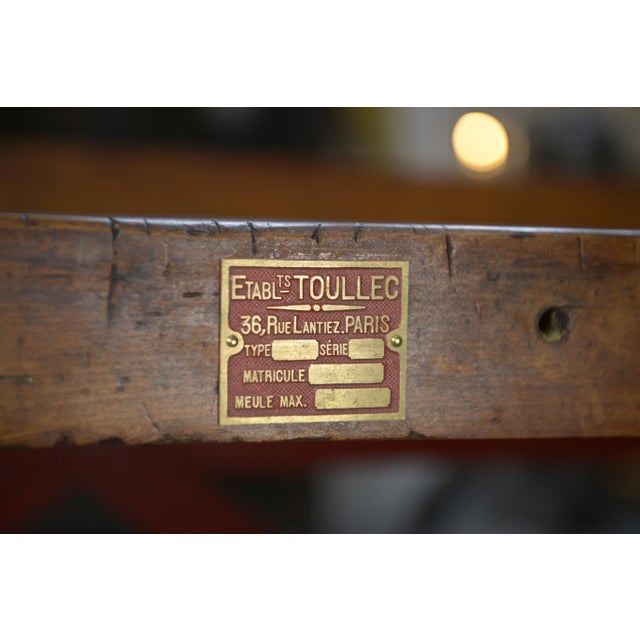 ETABLTS TOULLEC
36, RUE LANTIEZ. PARIS
TYPE SÉRIE
MATRICULE
MEULE MAX.